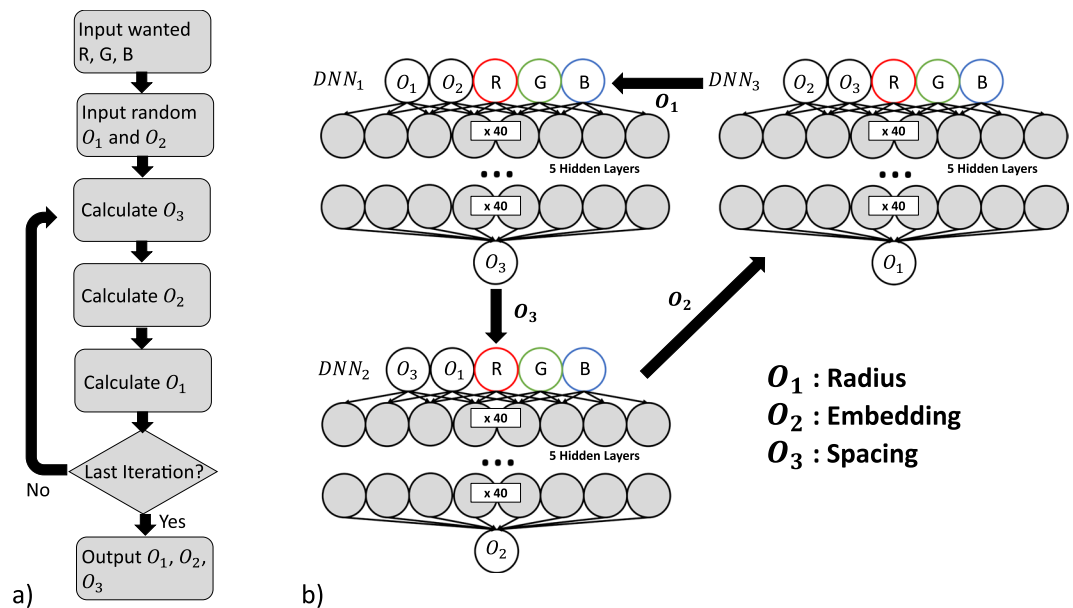 Input wanted
R, G, B
Input random
O₁ and O₂
Calculate O₃
Calculate O₂
Calculate O₁
Last Iteration?
No
Yes
Output O₁, O₂,
O₃
a)
DNN₁ O₁ O₂ R G B
x 40
5 Hidden Layers
x 40
O₃
O₁
DNN₃ O₂ O₃ R G B
x 40
5 Hidden Layers
x 40
O₁
O₃
O₂
DNN₂ O₃ O₁ R G B
x 40
5 Hidden Layers
x 40
O₂
O₁ : Radius
O₂ : Embedding
O₃ : Spacing
b)